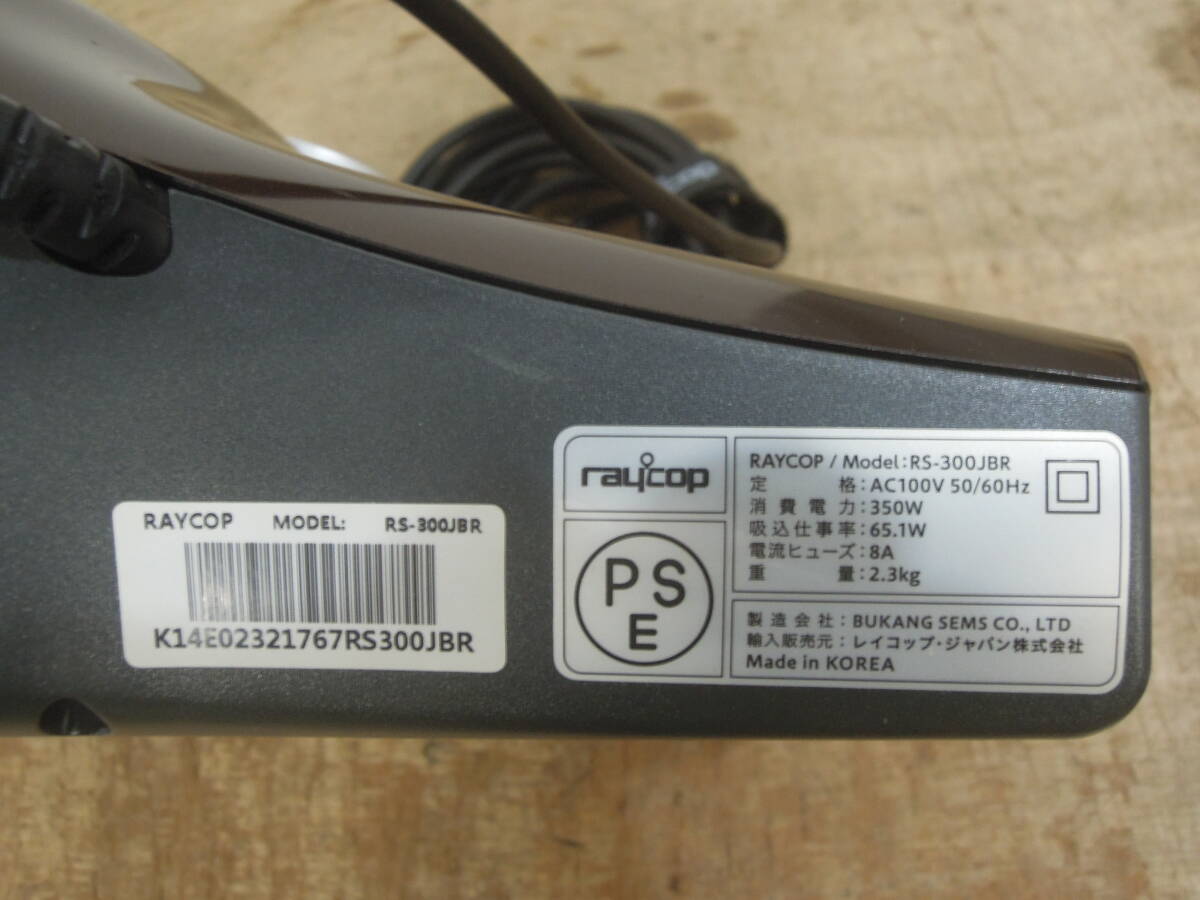 RAYCOP MODEL: RS-300JBR
K14E02321767RS300JBR
raycop
PS
E
RAYCOP / Model:RS-300JBR
定格:AC100V 50/60Hz
消費電力:350W
吸込仕事率:65.1W
電流ヒューズ:8A
重量:2.3kg
製造会社:BUKANG SEMS CO., LTD
輸入販売元:レイコップ・ジャパン株式会社
Made in KOREA